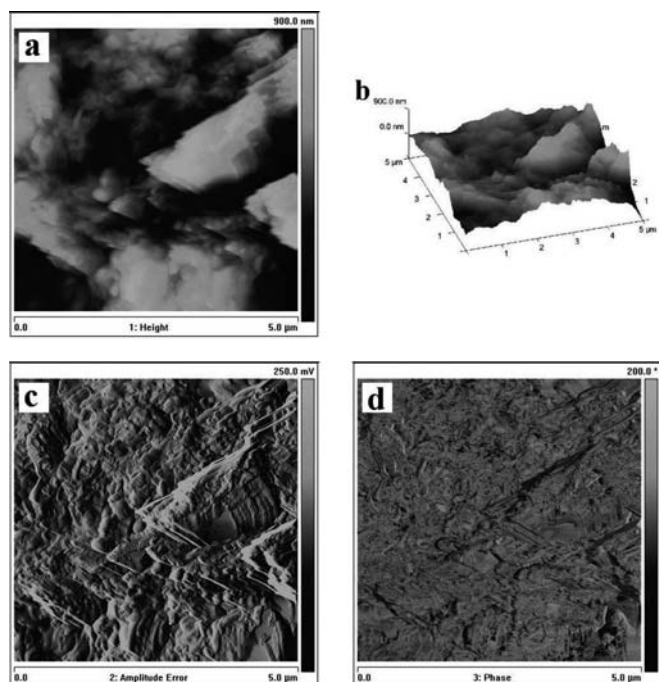 900.0 nm
a
0.0 1: Height 5.0 µm
b
900.0 nm
0.0 nm
m
5 µm
4
3
2
1
1
2
3
4
5 µm
2
1
250.0 mV
c
0.0 2: Amplitude Error 5.0 µm
200.0 °
d
0.0 3: Phase 5.0 µm